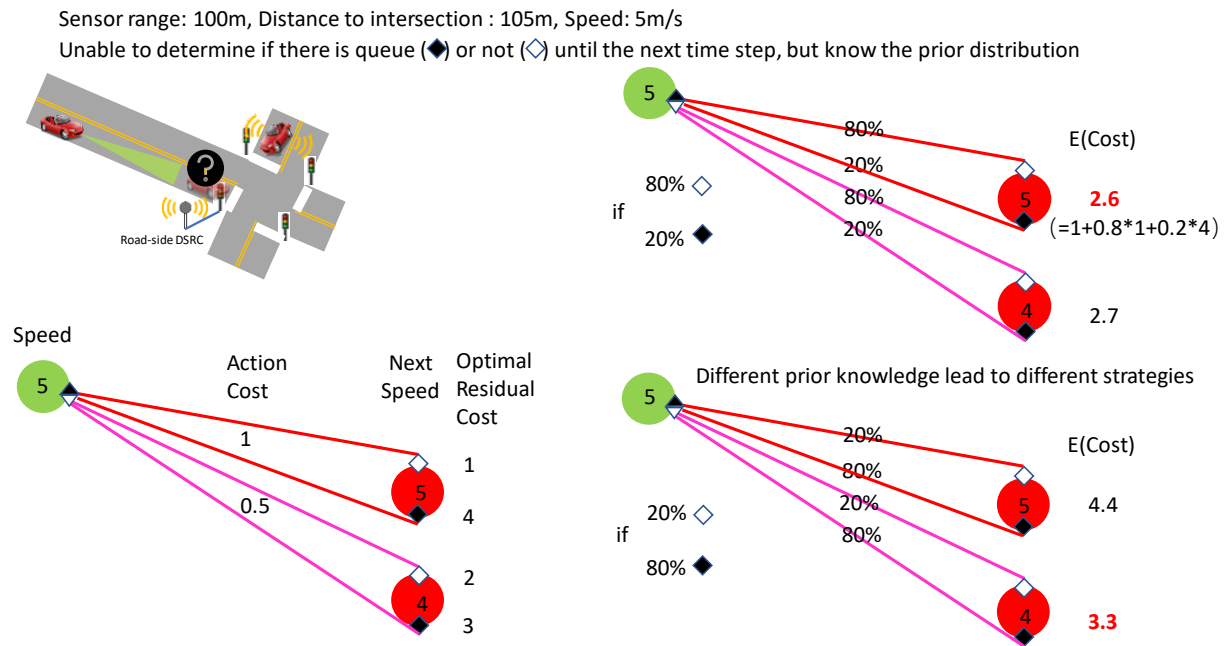 Sensor range: 100m, Distance to intersection : 105m, Speed: 5m/s
Unable to determine if there is queue (◆) or not (◇) until the next time step, but know the prior distribution
?
Road-side DSRC
5
80%
20%
80%
20%
E(Cost)
80% ◇
if
20% ◆
5
2.6
(=1+0.8*1+0.2*4)
4
2.7
Speed
5
Action
Cost
Next
Speed
Optimal
Residual
Cost
1
0.5
1
5
4
2
4
3
Different prior knowledge lead to different strategies
5
20%
80%
20%
80%
E(Cost)
20% ◇
if
80% ◆
5
4.4
4
3.3